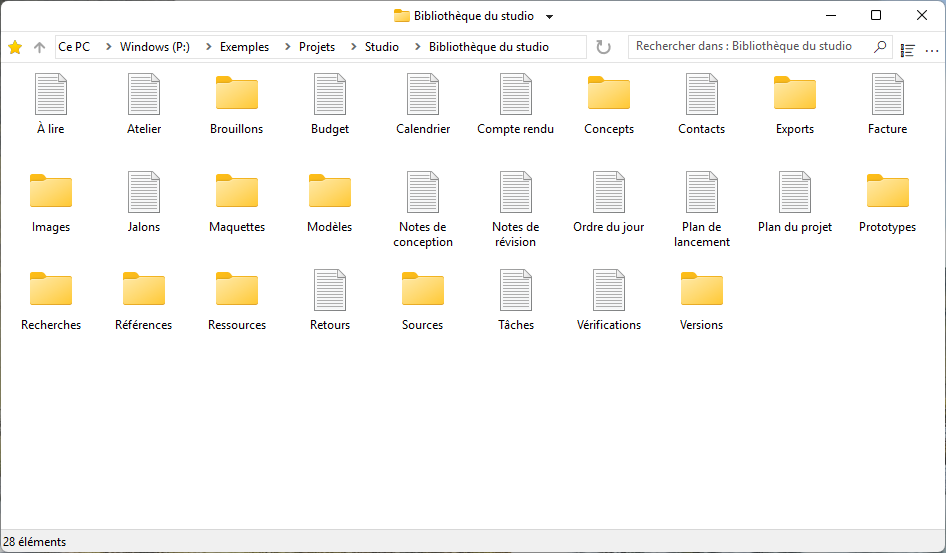 Bibliothèque du studio
Ce PC > Windows (P:) > Exemples > Projets > Studio > Bibliothèque du studio
Rechercher dans : Bibliothèque du studio
À lire
Atelier
Brouillons
Budget
Calendrier
Compte rendu
Concepts
Contacts
Exports
Facture
Images
Jalons
Maquettes
Modèles
Notes de
conception
Notes de
révision
Ordre du jour
Plan de
lancement
Plan du projet
Prototypes
Recherches
Références
Ressources
Retours
Sources
Tâches
Vérifications
Versions
28 éléments